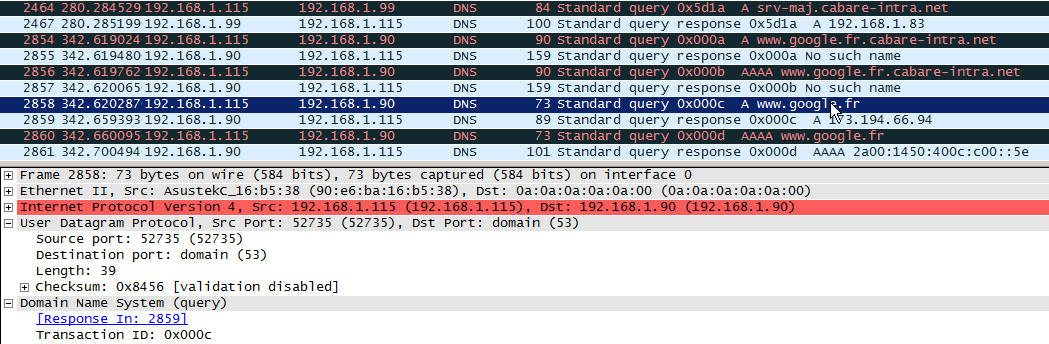 2464 280.284529 192.168.1.115 192.168.1.99 DNS 84 Standard query 0x5d1a A srv-maj.cabare-intra.net
2467 280.285199 192.168.1.99 192.168.1.115 DNS 100 Standard query response 0x5d1a A 192.168.1.83
2854 342.619024 192.168.1.115 192.168.1.90 DNS 90 Standard query 0x000a A www.google.fr.cabare-intra.net
2855 342.619480 192.168.1.90 192.168.1.115 DNS 159 Standard query response 0x000a No such name
2856 342.619762 192.168.1.115 192.168.1.90 DNS 90 Standard query 0x000b AAAA www.google.fr.cabare-intra.net
2857 342.620065 192.168.1.90 192.168.1.115 DNS 159 Standard query response 0x000b No such name
2858 342.620287 192.168.1.115 192.168.1.90 DNS 73 Standard query 0x000c A www.google.fr
2859 342.659393 192.168.1.90 192.168.1.115 DNS 89 Standard query response 0x000c A 173.194.66.94
2860 342.660095 192.168.1.115 192.168.1.90 DNS 73 Standard query 0x000d AAAA www.google.fr
2861 342.700494 192.168.1.90 192.168.1.115 DNS 101 Standard query response 0x000d AAAA 2a00:1450:400c:c00::5e
Frame 2858: 73 bytes on wire (584 bits), 73 bytes captured (584 bits) on interface 0
Ethernet II, Src: AsustekC_16:b5:38 (90:e6:ba:16:b5:38), Dst: 0a:0a:0a:0a:0a:00 (0a:0a:0a:0a:0a:00)
Internet Protocol Version 4, Src: 192.168.1.115 (192.168.1.115), Dst: 192.168.1.90 (192.168.1.90)
User Datagram Protocol, Src Port: 52735 (52735), Dst Port: domain (53)
Source port: 52735 (52735)
Destination port: domain (53)
Length: 39
Checksum: 0x8456 [validation disabled]
Domain Name System (query)
[Response In: 2859]
Transaction ID: 0x000c